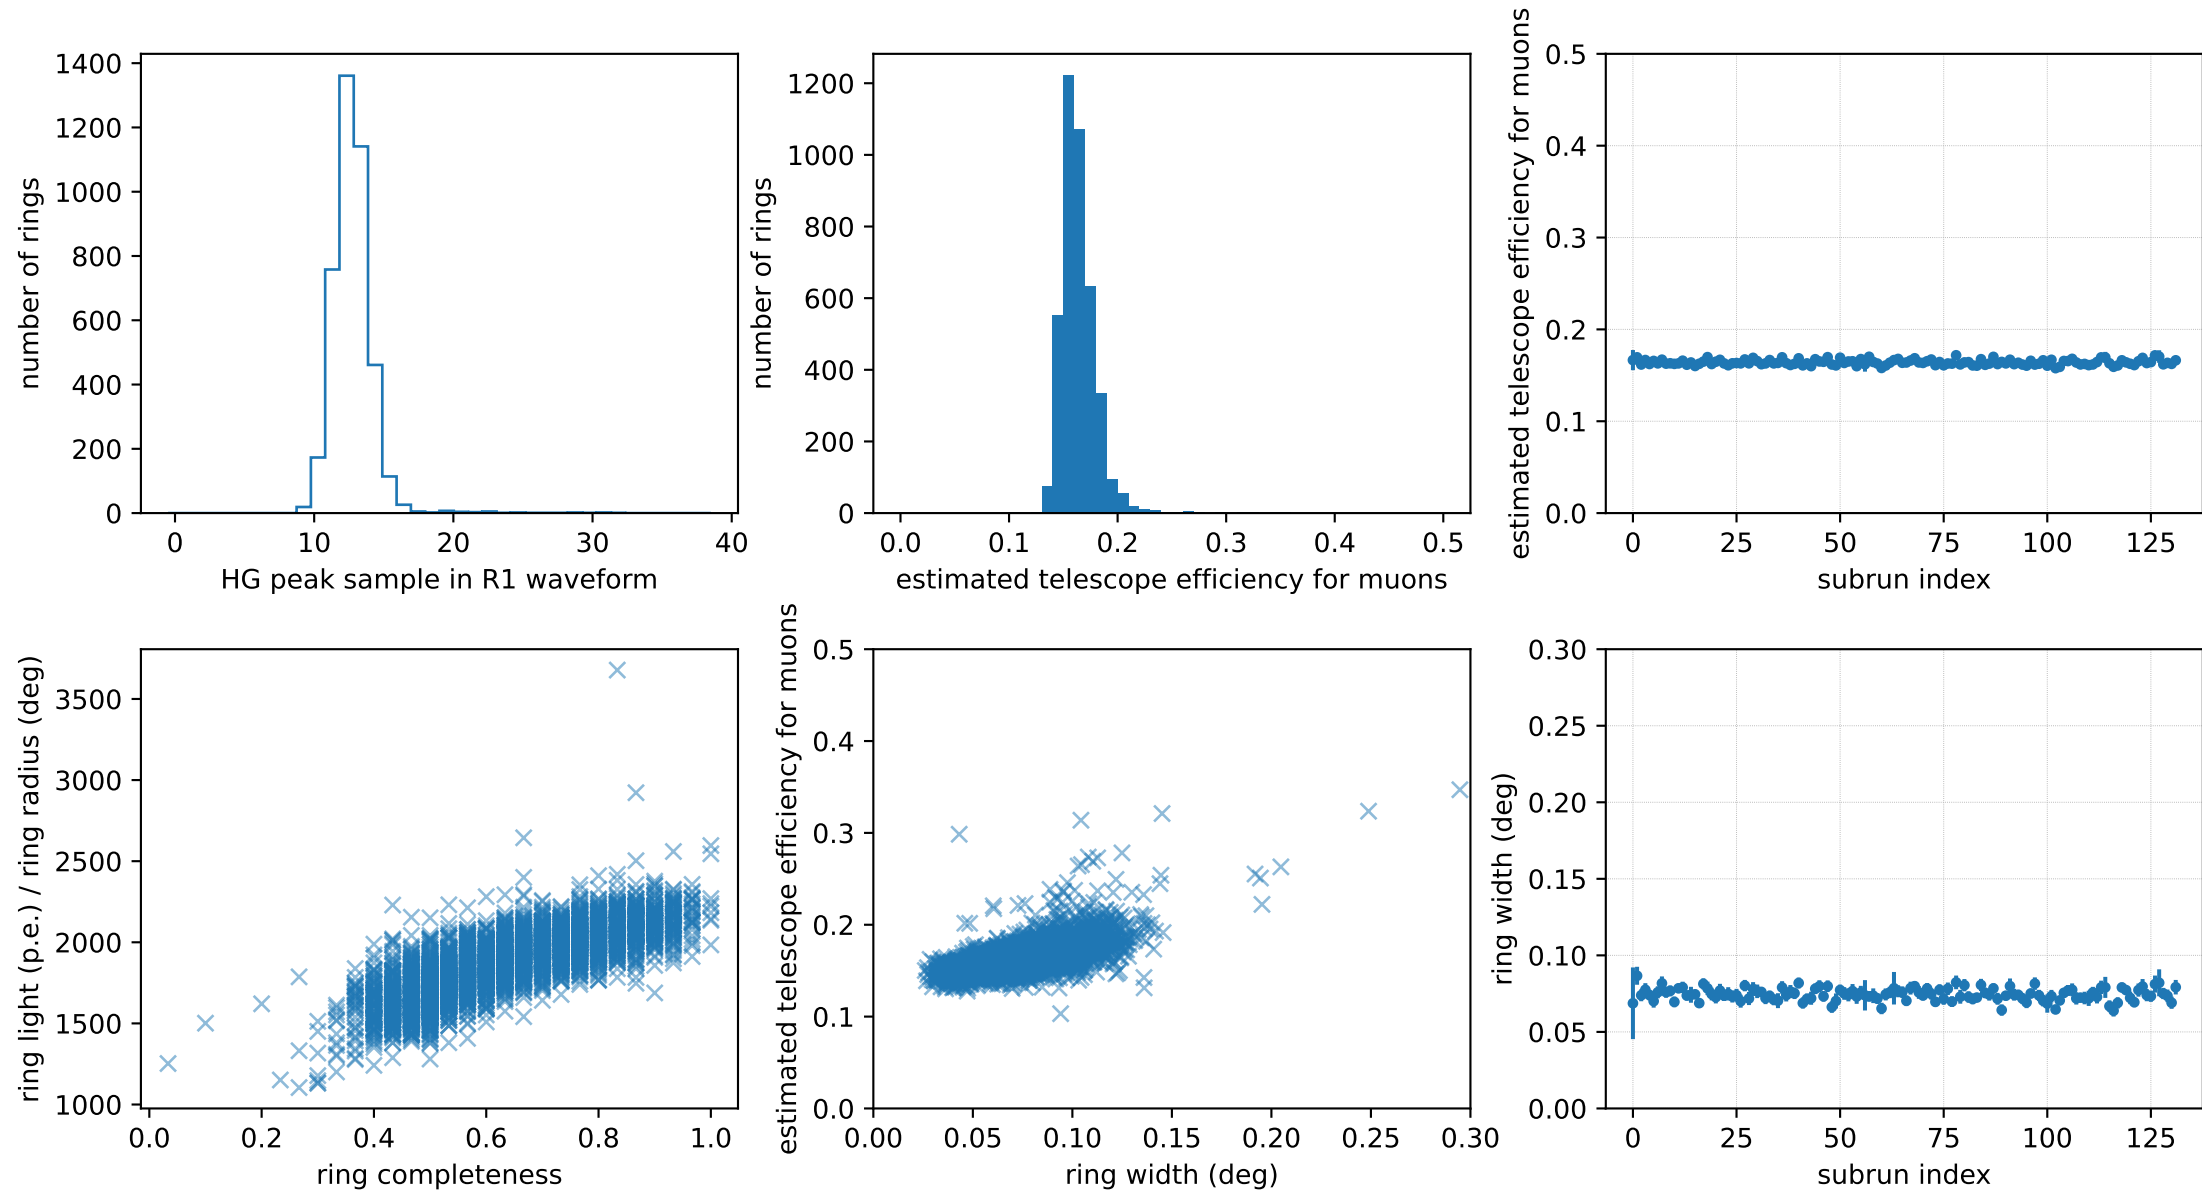 number of rings
1400
1200
1000
800
600
400
200
0
0 10 20 30 40
HG peak sample in R1 waveform
number of rings
1200
1000
800
600
400
200
0
0.0 0.1 0.2 0.3 0.4 0.5
estimated telescope efficiency for muons
estimated telescope efficiency for muons
0.5
0.4
0.3
0.2
0.1
0.0
0 25 50 75 100 125
subrun index
ring light (p.e.) / ring radius (deg)
3500
3000
2500
2000
1500
1000
0.0 0.2 0.4 0.6 0.8 1.0
ring completeness
estimated telescope efficiency for muons
0.5
0.4
0.3
0.2
0.1
0.0
0.00 0.05 0.10 0.15 0.20 0.25 0.30
ring width (deg)
ring width (deg)
0.30
0.25
0.20
0.15
0.10
0.05
0.00
0 25 50 75 100 125
subrun index